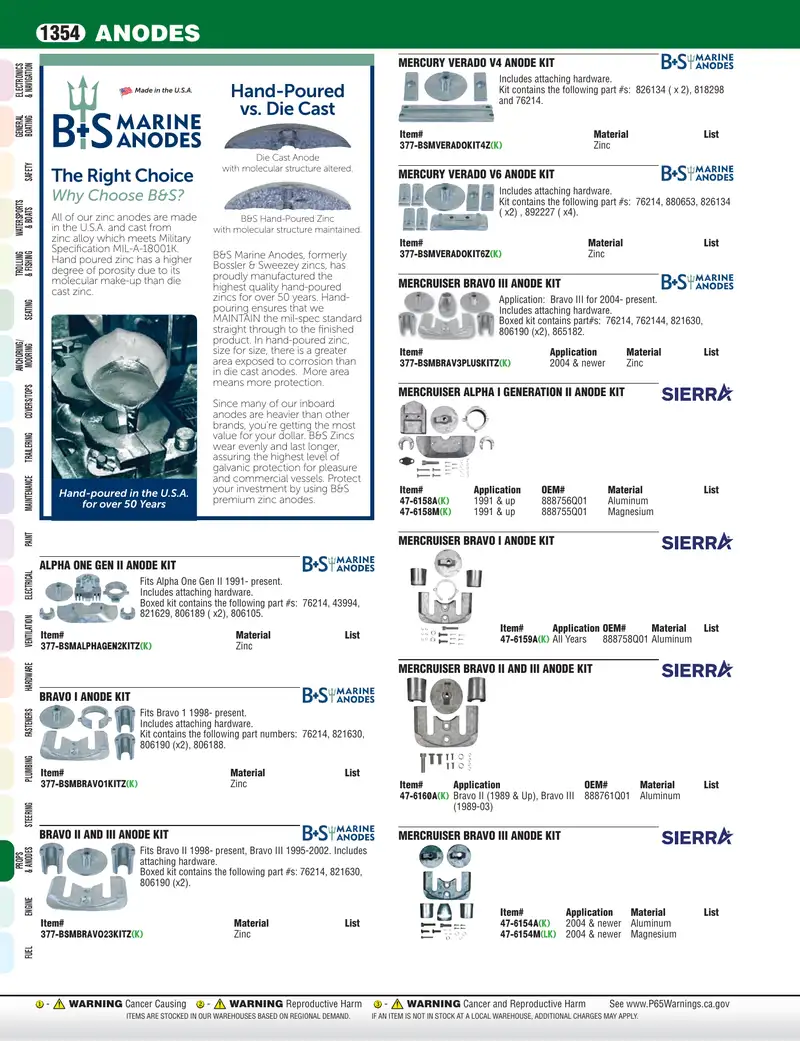 1354 ANODES
ELECTRONICS
& NAVIGATION
GENERAL
BOATING
SAFETY
WATERSPORTS
& BOATS
TROLLING
& FISHING
SEATING
ANCHORING/
MOORING
COVERS/TOPS
TRAILERING
MAINTENANCE
PAINT
ELECTRICAL
VENTILATION
HARDWARE
FASTENERS
PLUMBING
STEERING
PROPS
& ANODES
ENGINE
FUEL
Made in the U.S.A.
B+S MARINE
ANODES
The Right Choice
Why Choose B&S?
All of our zinc anodes are made
in the U.S.A. and cast from
zinc alloy which meets Military
Specification MIL-A-18001K.
Hand poured zinc has a higher
degree of porosity due to its
molecular make-up than die
cast zinc.
Hand-poured in the U.S.A.
for over 50 Years
Hand-Poured
vs. Die Cast
Die Cast Anode
with molecular structure altered.
B&S Hand-Poured Zinc
with molecular structure maintained.
B&S Marine Anodes, formerly
Bossler & Sweezey zincs, has
proudly manufactured the
highest quality hand-poured
zincs for over 50 years. Hand-
pouring ensures that we
MAINTAIN the mil-spec standard
straight through to the finished
product. In hand-poured zinc,
size for size, there is a greater
area exposed to corrosion than
in die cast anodes. More area
means more protection.
Since many of our inboard
anodes are heavier than other
brands, you're getting the most
value for your dollar. B&S Zincs
wear evenly and last longer,
assuring the highest level of
galvanic protection for pleasure
and commercial vessels. Protect
your investment by using B&S
premium zinc anodes.
ALPHA ONE GEN II ANODE KIT
B+S MARINE
ANODES
Fits Alpha One Gen II 1991- present.
Includes attaching hardware.
Boxed kit contains the following part #s: 76214, 43994,
821629, 806189 ( x2), 806105.
Item# Material List
377-BSMALPHAGEN2KITZ(K) Zinc
BRAVO I ANODE KIT
B+S MARINE
ANODES
Fits Bravo 1 1998- present.
Includes attaching hardware.
Kit contains the following part numbers: 76214, 821630,
806190 (x2), 806188.
Item# Material List
377-BSMBRAVO1KITZ(K) Zinc
BRAVO II AND III ANODE KIT
B+S MARINE
ANODES
Fits Bravo II 1998- present, Bravo III 1995-2002. Includes
attaching hardware.
Boxed kit contains the following part #s: 76214, 821630,
806190 (x2).
Item# Material List
377-BSMBRAVO23KITZ(K) Zinc
MERCURY VERADO V4 ANODE KIT
B+S MARINE
ANODES
Includes attaching hardware.
Kit contains the following part #s: 826134 ( x 2), 818298
and 76214.
Item# Material List
377-BSMVERADOKIT4Z(K) Zinc
MERCURY VERADO V6 ANODE KIT
B+S MARINE
ANODES
Includes attaching hardware.
Kit contains the following part #s: 76214, 880653, 826134
( x2) , 892227 ( x4).
Item# Material List
377-BSMVERADOKIT6Z(K) Zinc
MERCRUISER BRAVO III ANODE KIT
B+S MARINE
ANODES
Application: Bravo III for 2004- present.
Includes attaching hardware.
Boxed kit contains part#s: 76214, 762144, 821630,
806190 (x2), 865182.
Item# Application Material List
377-BSMBRAV3PLUSKITZ(K) 2004 & newer Zinc
MERCRUISER ALPHA I GENERATION II ANODE KIT
SIERRA
Item# Application OEM# Material List
47-6158A(K) 1991 & up 888756Q01 Aluminum
47-6158M(K) 1991 & up 888755Q01 Magnesium
MERCRUISER BRAVO I ANODE KIT
SIERRA
Item# Application OEM# Material List
47-6159A(K) All Years 888758Q01 Aluminum
MERCRUISER BRAVO II AND III ANODE KIT
SIERRA
Item# Application OEM# Material List
47-6160A(K) Bravo II (1989 & Up), Bravo III 888761Q01 Aluminum
(1989-03)
MERCRUISER BRAVO III ANODE KIT
SIERRA
Item# Application Material List
47-6154A(K) 2004 & newer Aluminum
47-6154M(LK) 2004 & newer Magnesium
1 - WARNING Cancer Causing 2 - WARNING Reproductive Harm 3 - WARNING Cancer and Reproductive Harm See www.P65Warnings.ca.gov
ITEMS ARE STOCKED IN OUR WAREHOUSES BASED ON REGIONAL DEMAND. IF AN ITEM IS NOT IN STOCK AT A LOCAL WAREHOUSE, ADDITIONAL CHARGES MAY APPLY.